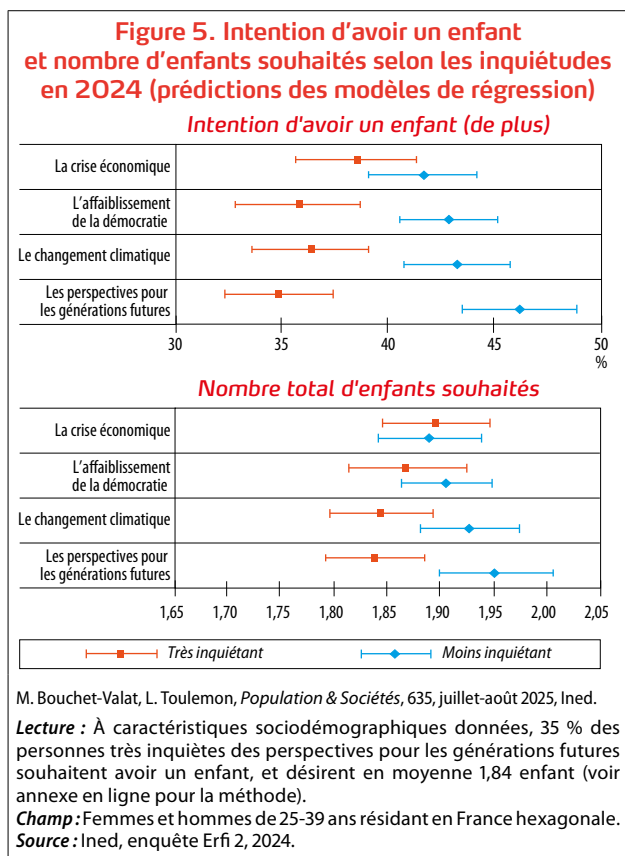 Figure 5. Intention d'avoir un enfant
et nombre d'enfants souhaités selon les inquiétudes
en 2024 (prédictions des modèles de régression)
Intention d'avoir un enfant (de plus)
La crise économique
L'affaiblissement
de la démocratie
Le changement climatique
Les perspectives pour
les générations futures
30 35 40 45 50
%
Nombre total d'enfants souhaités
La crise économique
L'affaiblissement
de la démocratie
Le changement climatique
Les perspectives pour
les générations futures
1,65 1,70 1,75 1,80 1,85 1,90 1,95 2,00 2,05
Très inquiétant Moins inquiétant
M. Bouchet-Valat, L. Toulemon, Population & Sociétés, 635, juillet-août 2025, Ined.
Lecture : À caractéristiques sociodémographiques données, 35 % des
personnes très inquiètes des perspectives pour les générations futures
souhaitent avoir un enfant, et désirent en moyenne 1,84 enfant (voir
annexe en ligne pour la méthode).
Champ : Femmes et hommes de 25-39 ans résidant en France hexagonale.
Source : Ined, enquête Erfi 2, 2024.